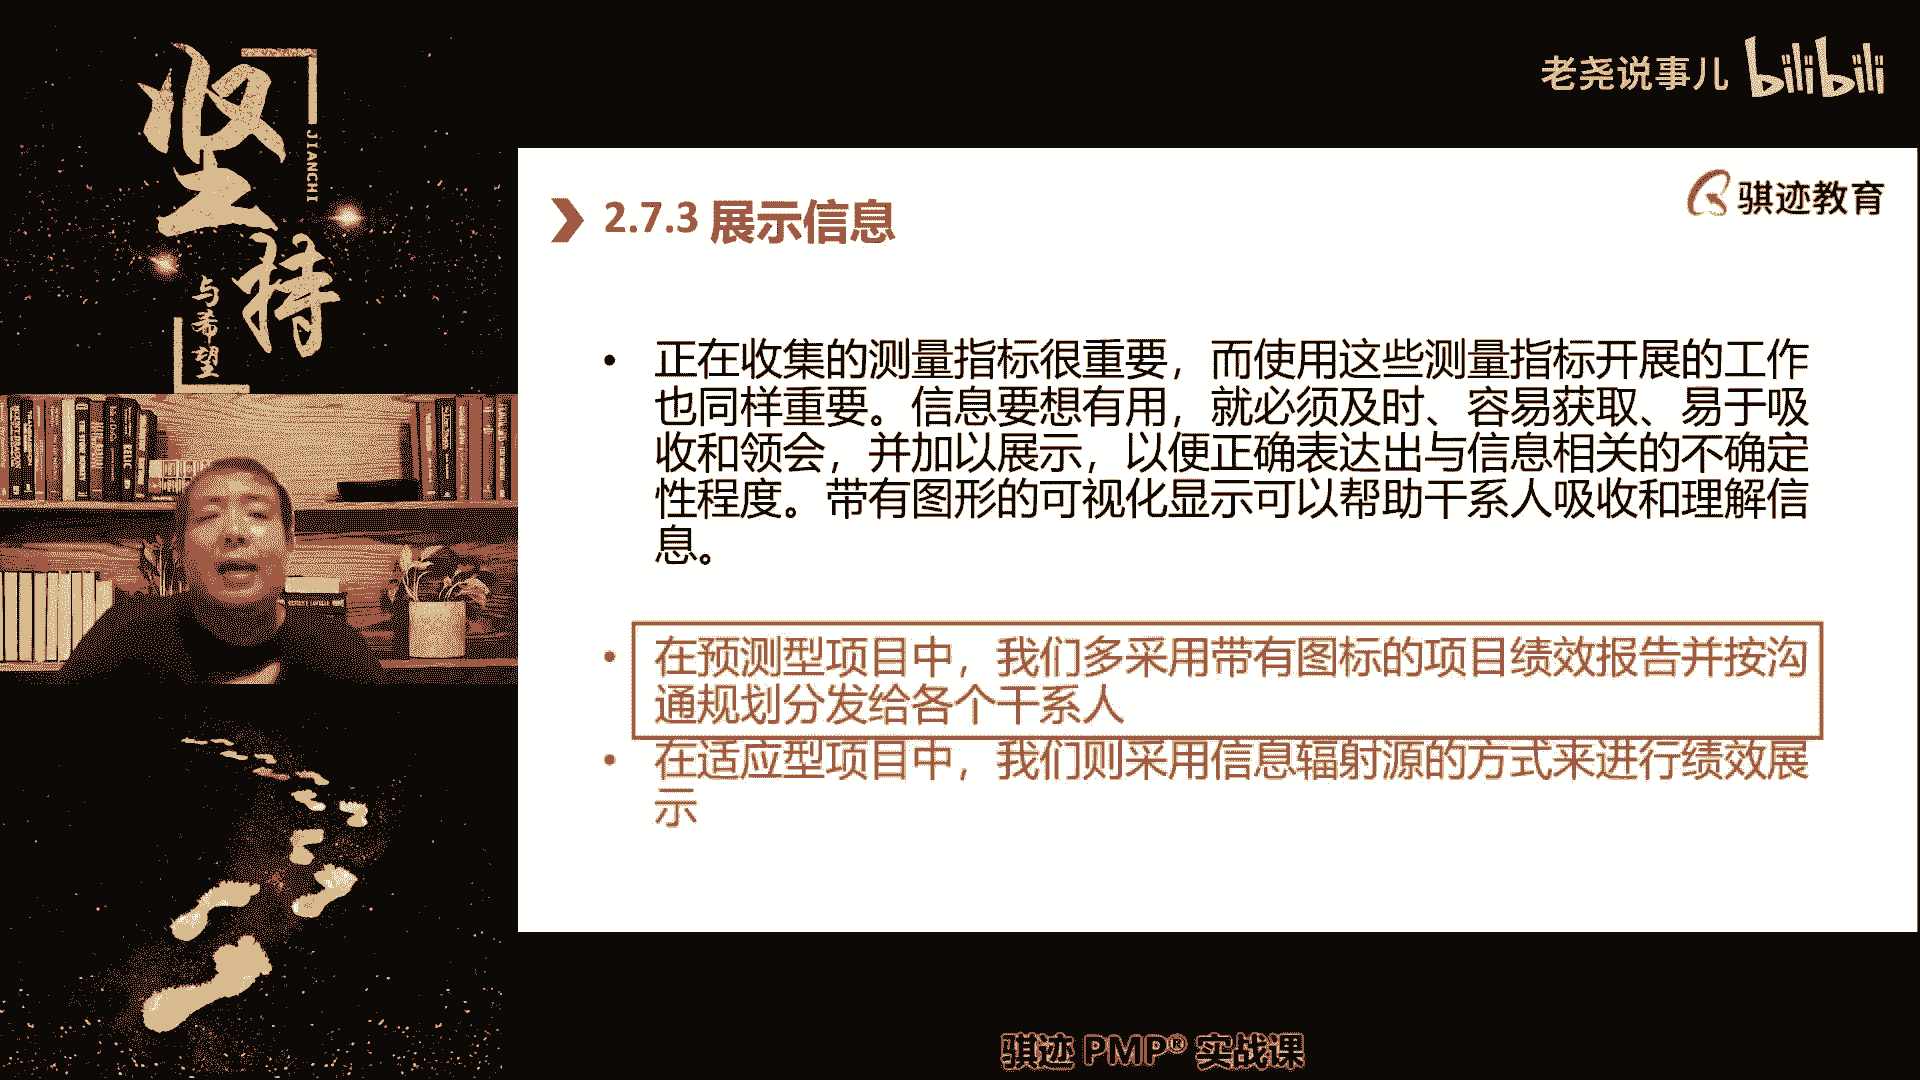 坚持
JIANCHI
与希望
老尧说事儿 bilibili
骐迹教育
2.7.3 展示信息
• 正在收集的测量指标很重要，而使用这些测量指标开展的工作
也同样重要。信息要想有用，就必须及时、容易获取、易于吸
收和领会，并加以展示，以便正确表达出与信息相关的不确定
性程度。带有图形的可视化显示可以帮助干系人吸收和理解信
息。
• 在预测型项目中，我们多采用带有图标的项目绩效报告并按沟
通规划分发给各个干系人
• 在适应型项目中，我们则采用信息辐射源的方式来进行绩效展
示
骐迹 PMP® 实战课